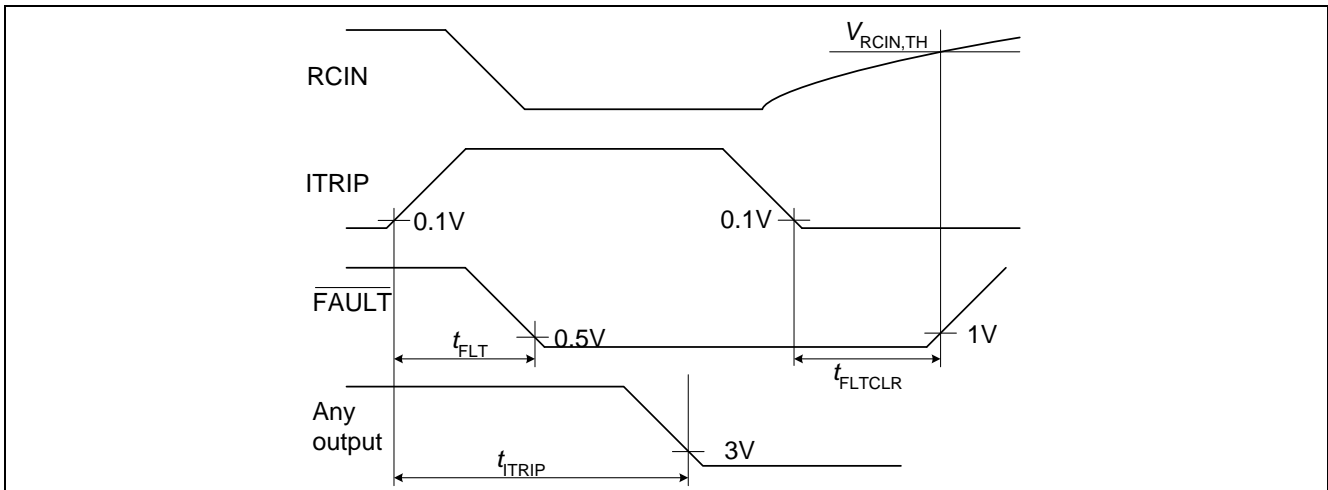 V_RCIN,TH
RCIN
ITRIP
0.1V
0.1V
FAULT
0.5V
1V
t_FLT
t_FLTCLR
Any
output
3V
t_ITRIP